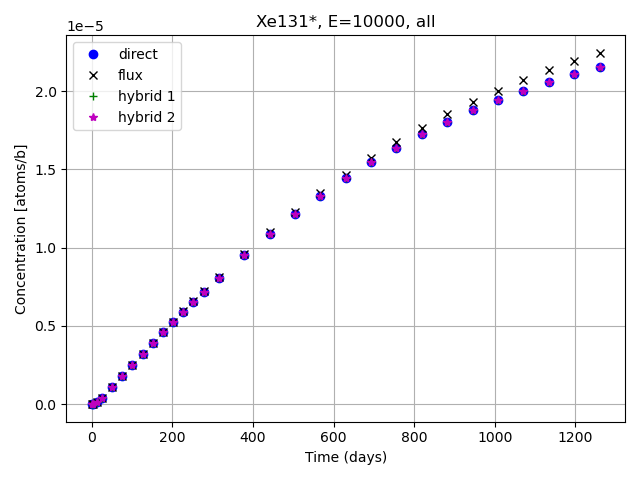 Xe131*, E=10000, all
1e−5
direct
flux
hybrid 1
hybrid 2
Concentration [atoms/b]
2.0
1.5
1.0
0.5
0.0
0 200 400 600 800 1000 1200
Time (days)